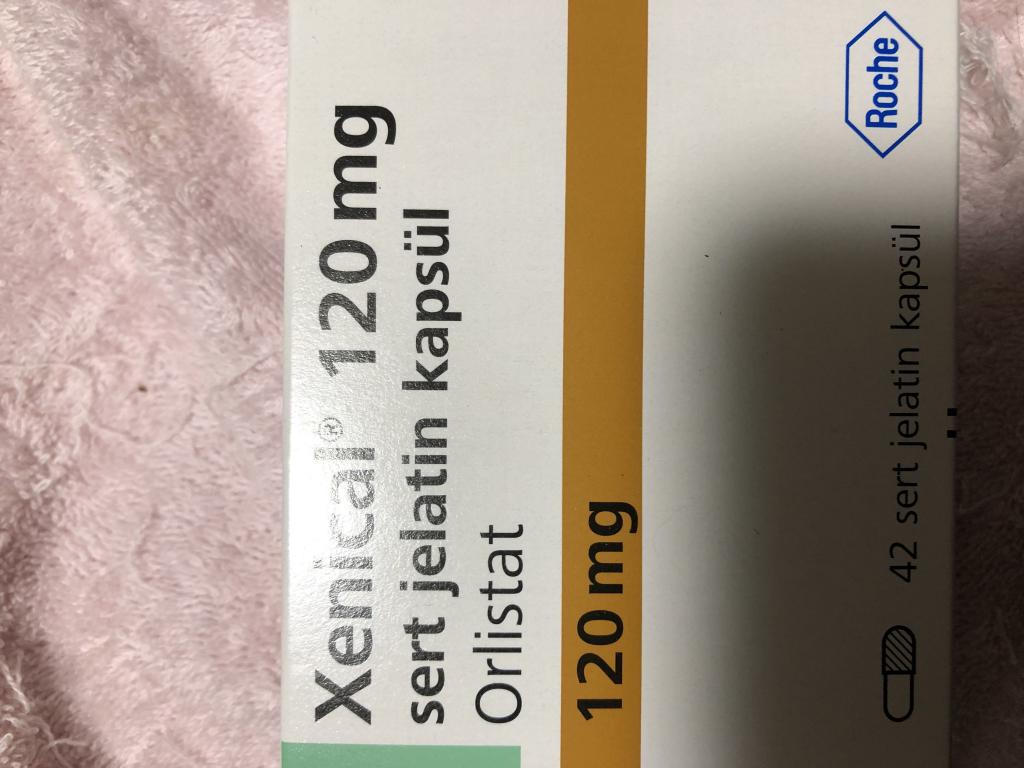 Xenical® 120 mg
sert jelatin kapsül
Orlistat
120 mg
42 sert jelatin kapsül
Roche